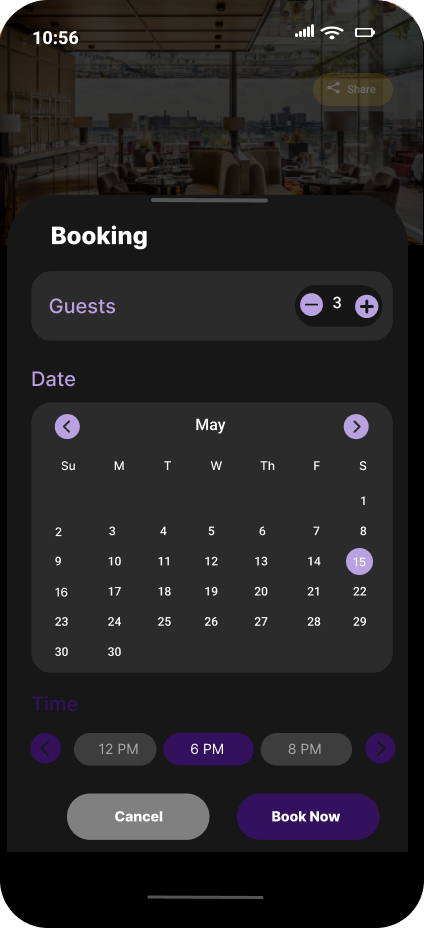 10:56
Share
Booking
Guests 3
Date
May
Su M T W Th F S
1
2 3 4 5 6 7 8
9 10 11 12 13 14 15
16 17 18 19 20 21 22
23 24 25 26 27 28 29
30 30
Time
12 PM 6 PM 8 PM
Cancel Book Now